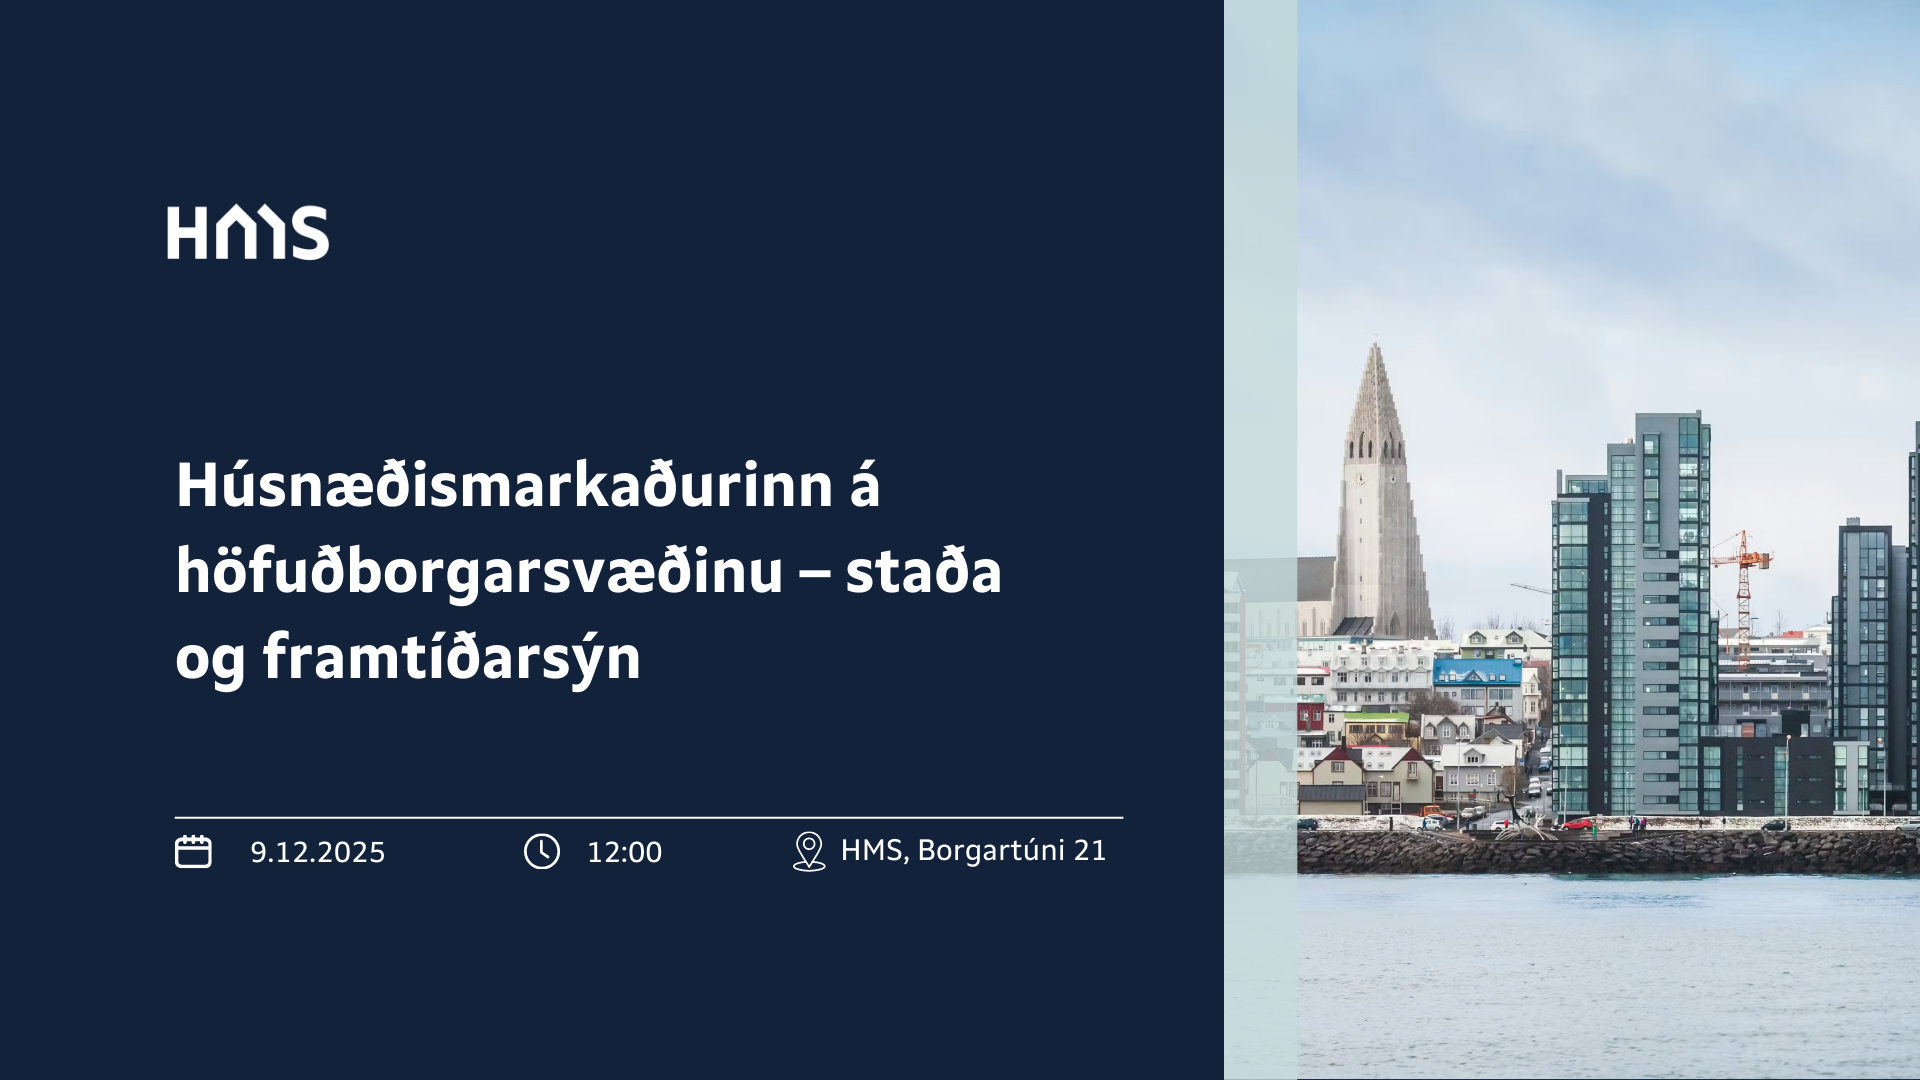 HMS
Húsnæðismarkaðurinn á
höfuðborgarsvæðinu – staða
og framtíðarsýn
9.12.2025
12:00
HMS, Borgartúni 21